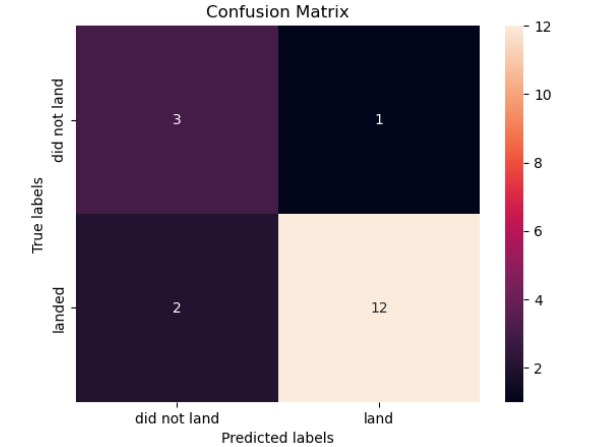 Confusion Matrix
True labels
did not land
landed
3
1
2
12
did not land
land
Predicted labels
12
10
8
6
4
2